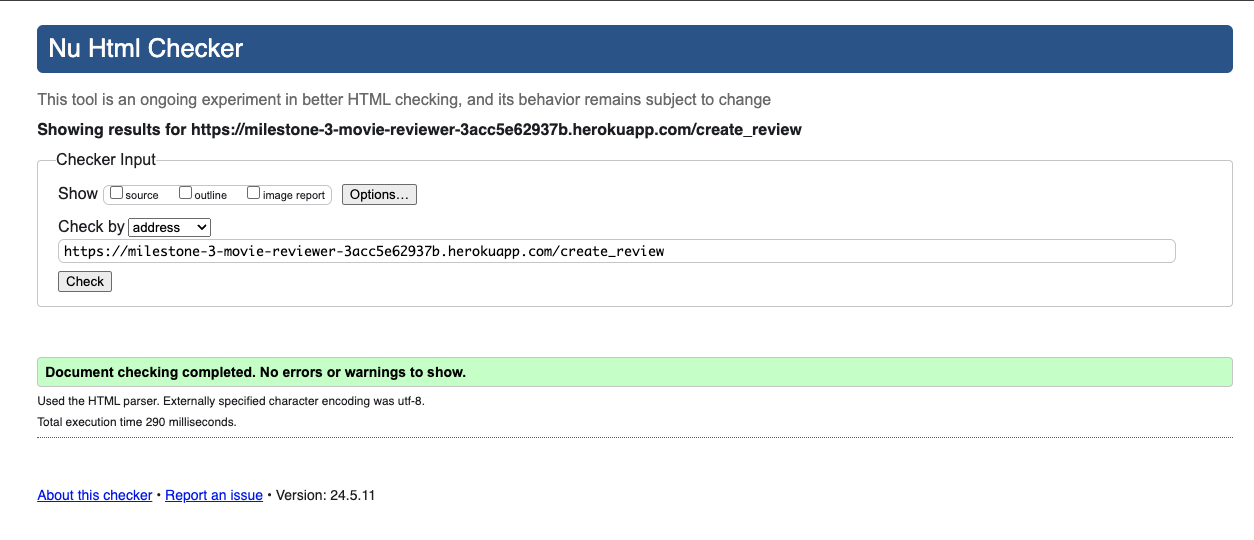 Nu Html Checker
This tool is an ongoing experiment in better HTML checking, and its behavior remains subject to change
Showing results for https://milestone-3-movie-reviewer-3acc5e62937b.herokuapp.com/create_review
Checker Input
Show source outline image report Options...
Check by address
https://milestone-3-movie-reviewer-3acc5e62937b.herokuapp.com/create_review
Check
Document checking completed. No errors or warnings to show.
Used the HTML parser. Externally specified character encoding was utf-8.
Total execution time 290 milliseconds.
About this checker • Report an issue • Version: 24.5.11